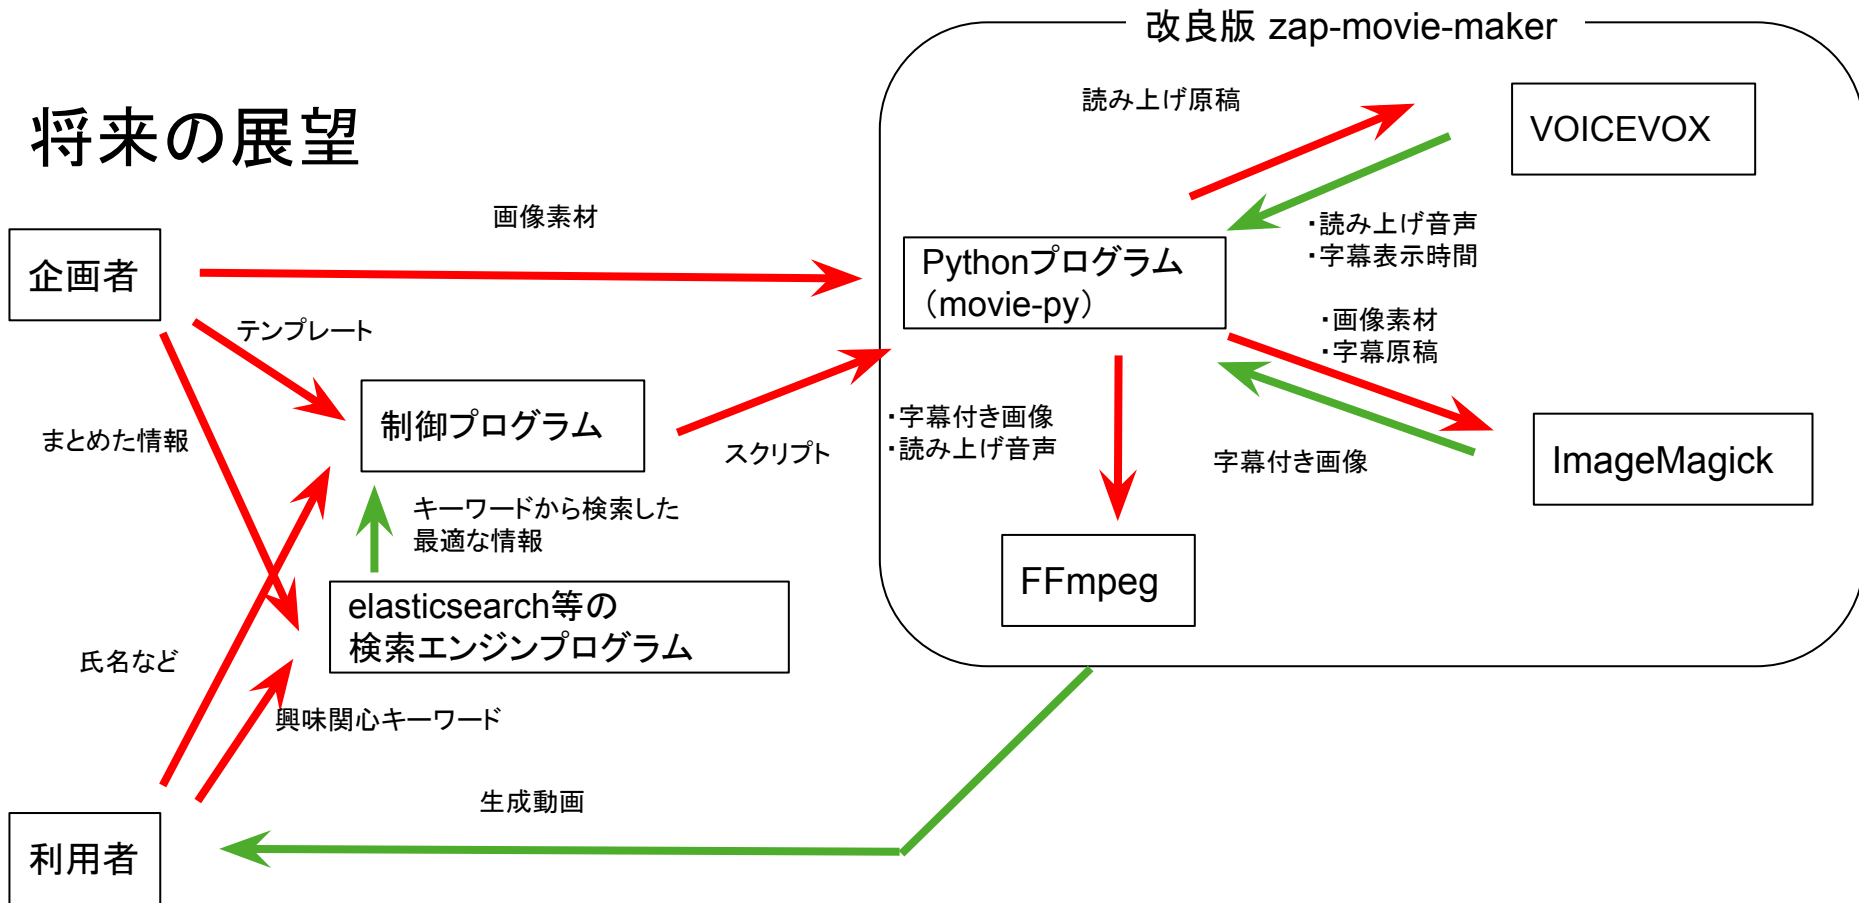 改良版 zap-movie-maker
将来の展望
読み上げ原稿
VOICEVOX
画像素材
・読み上げ音声
・字幕表示時間
企画者
Pythonプログラム
（movie-py）
テンプレート
・画像素材
・字幕原稿
制御プログラム
まとめた情報
スクリプト
・字幕付き画像
・読み上げ音声
字幕付き画像
ImageMagick
キーワードから検索した
最適な情報
FFmpeg
elasticsearch等の
検索エンジンプログラム
氏名など
興味関心キーワード
生成動画
利用者